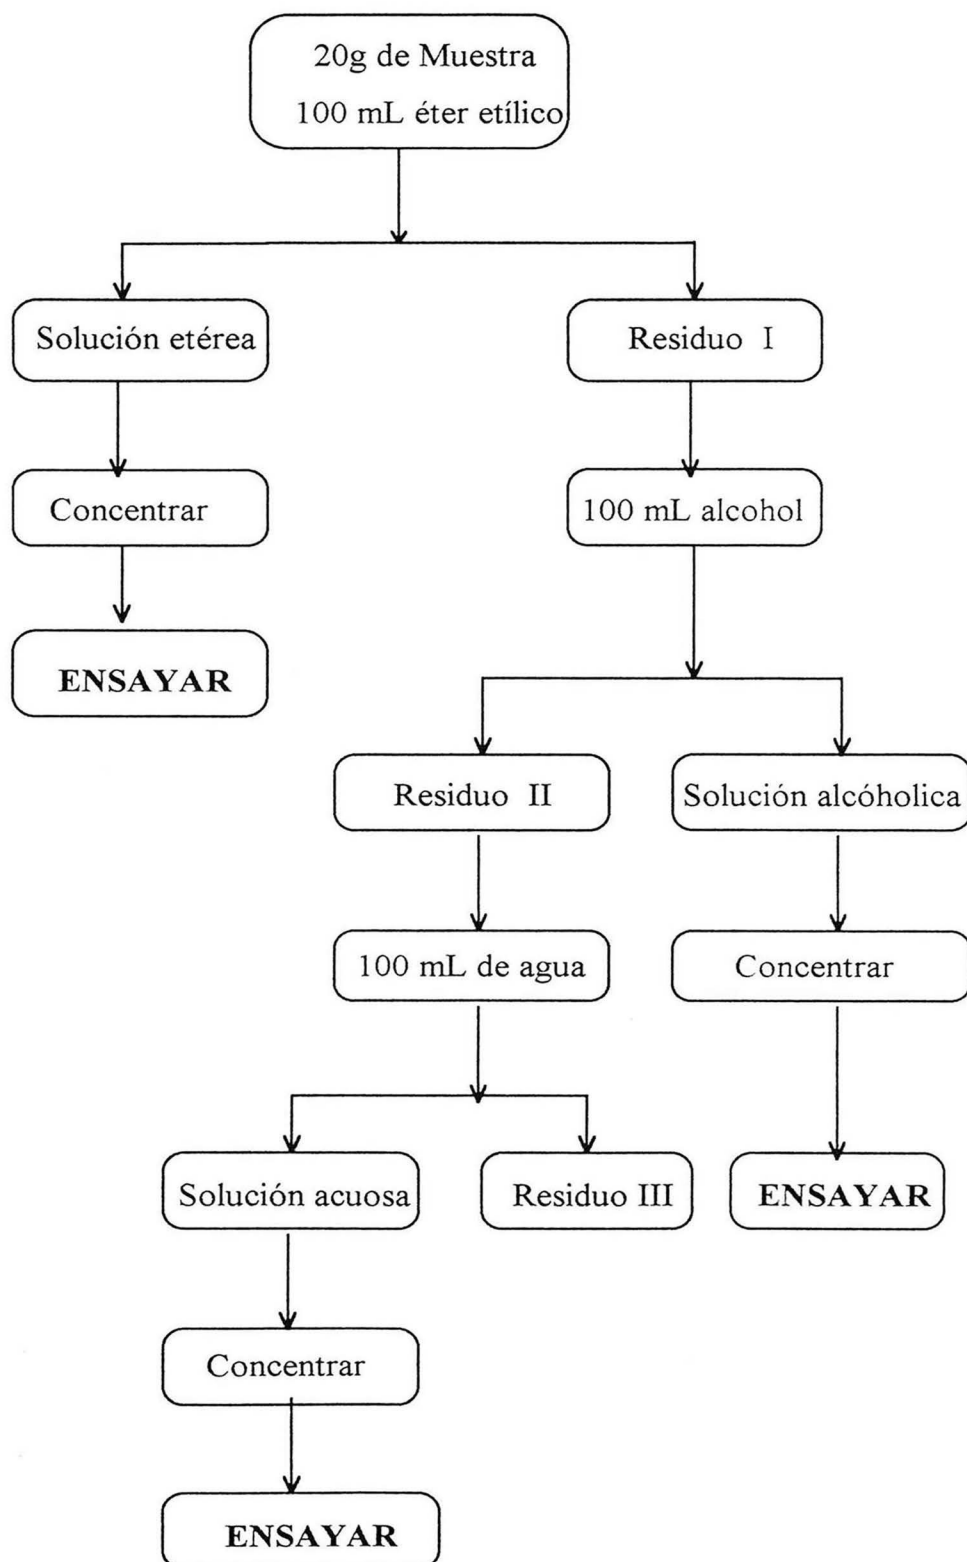 20g de Muestra
100 mL éter etílico
Solución etérea
Residuo I
Concentrar
100 mL alcohol
ENSAYAR
Residuo II
Solución alcóholica
100 mL de agua
Concentrar
Solución acuosa
Residuo III
ENSAYAR
Concentrar
ENSAYAR